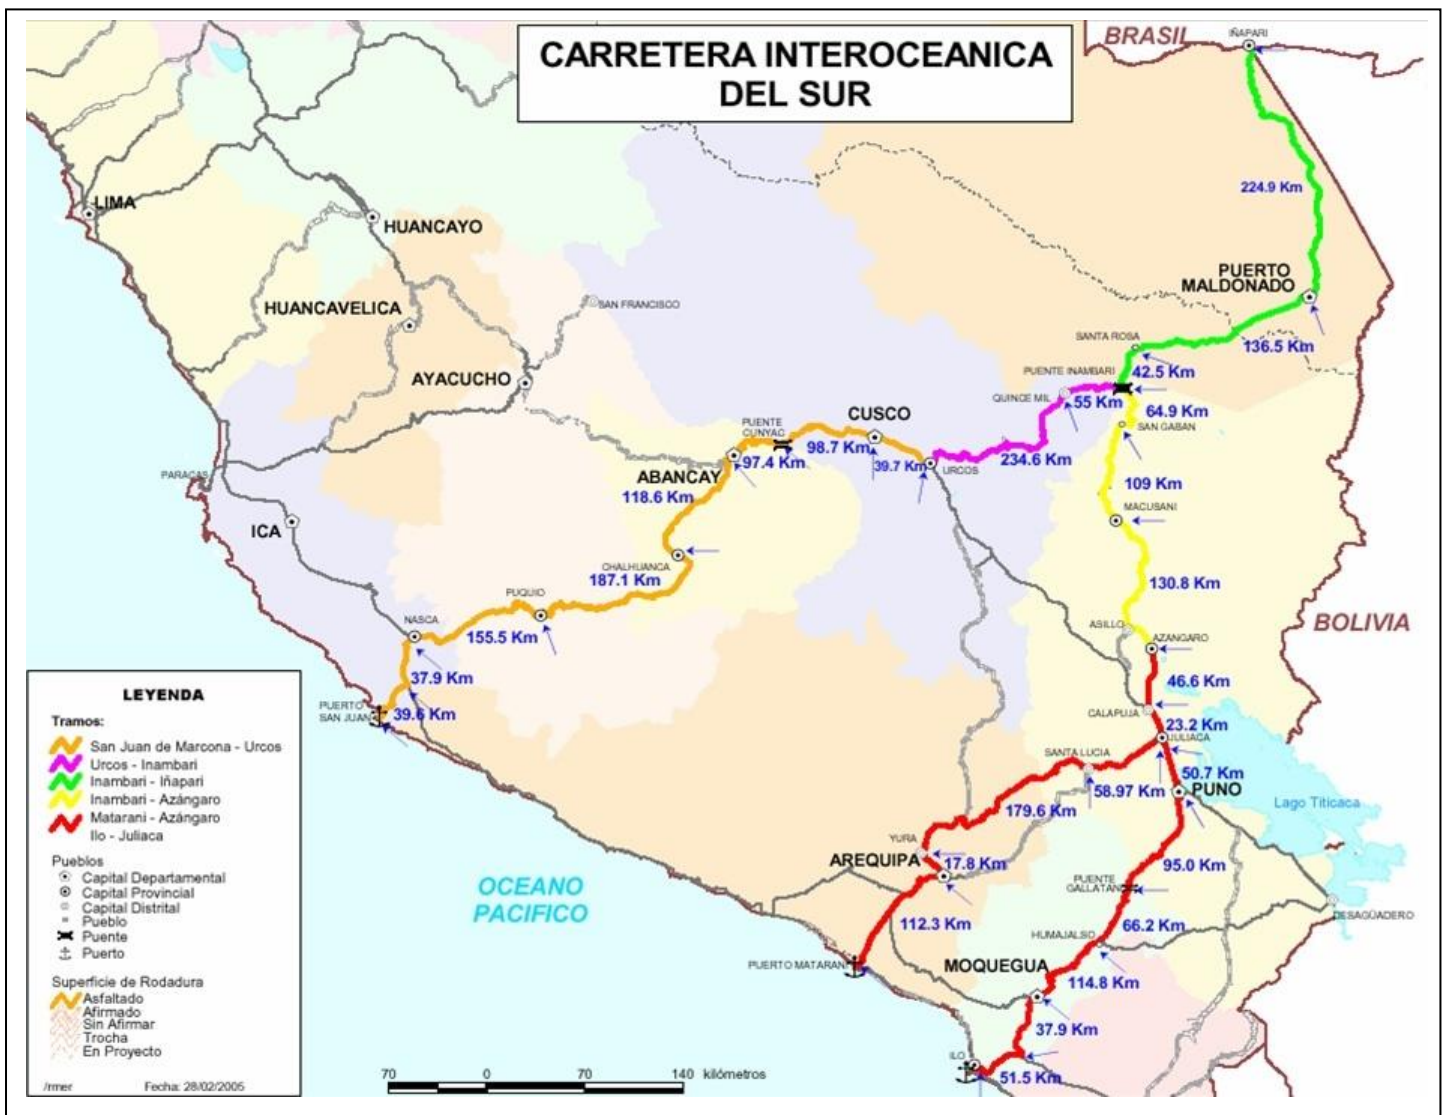 CARRETERA INTEROCEANICA
DEL SUR
BRASIL
IÑAPARI
224.9 Km
LIMA
HUANCAYO
PUERTO
MALDONADO
HUANCAVELICA
SAN FRANCISCO
SANTA ROSA
136.5 Km
PUENTE INAMBARI
42.5 Km
AYACUCHO
QUINCE MIL
55 Km
64.9 Km
CUSCO
PUENTE
CUNYAC
98.7 Km
SAN GABAN
97.4 Km
39.7 Km
URCOS
234.6 Km
PARACAS
ABANCAY
118.6 Km
109 Km
MACUSANI
ICA
CHALHUANCA
187.1 Km
130.8 Km
PUQUIO
NASCA
155.5 Km
ASILLO
AZANGARO
BOLIVIA
37.9 Km
46.6 Km
PUERTO
SAN JUAN
39.6 Km
CALAPUJA
23.2 Km
JULIACA
SANTA LUCIA
58.97 Km
50.7 Km
PUNO
Lago Titicaca
179.6 Km
YURA
AREQUIPA
17.8 Km
95.0 Km
PUENTE
GALLATAN
OCEANO
PACIFICO
112.3 Km
66.2 Km
DESAGÜADERO
HUMAJALSO
PUERTO MATARANI
MOQUEGUA
114.8 Km
37.9 Km
ILO
51.5 Km
LEYENDA
Tramos:
San Juan de Marcona - Urcos
Urcos - Inambari
Inambari - Iñapari
Inambari - Azángaro
Matarani - Azángaro
Ilo - Juliaca
Pueblos
Capital Departamental
Capital Provincial
Capital Distrital
Pueblo
Puente
Puerto
Superficie de Rodadura
Asfaltado
Afirmado
Sin Afirmar
Trocha
En Proyecto
/rmer Fecha: 28/02/2005
70 0 70 140 kilómetros